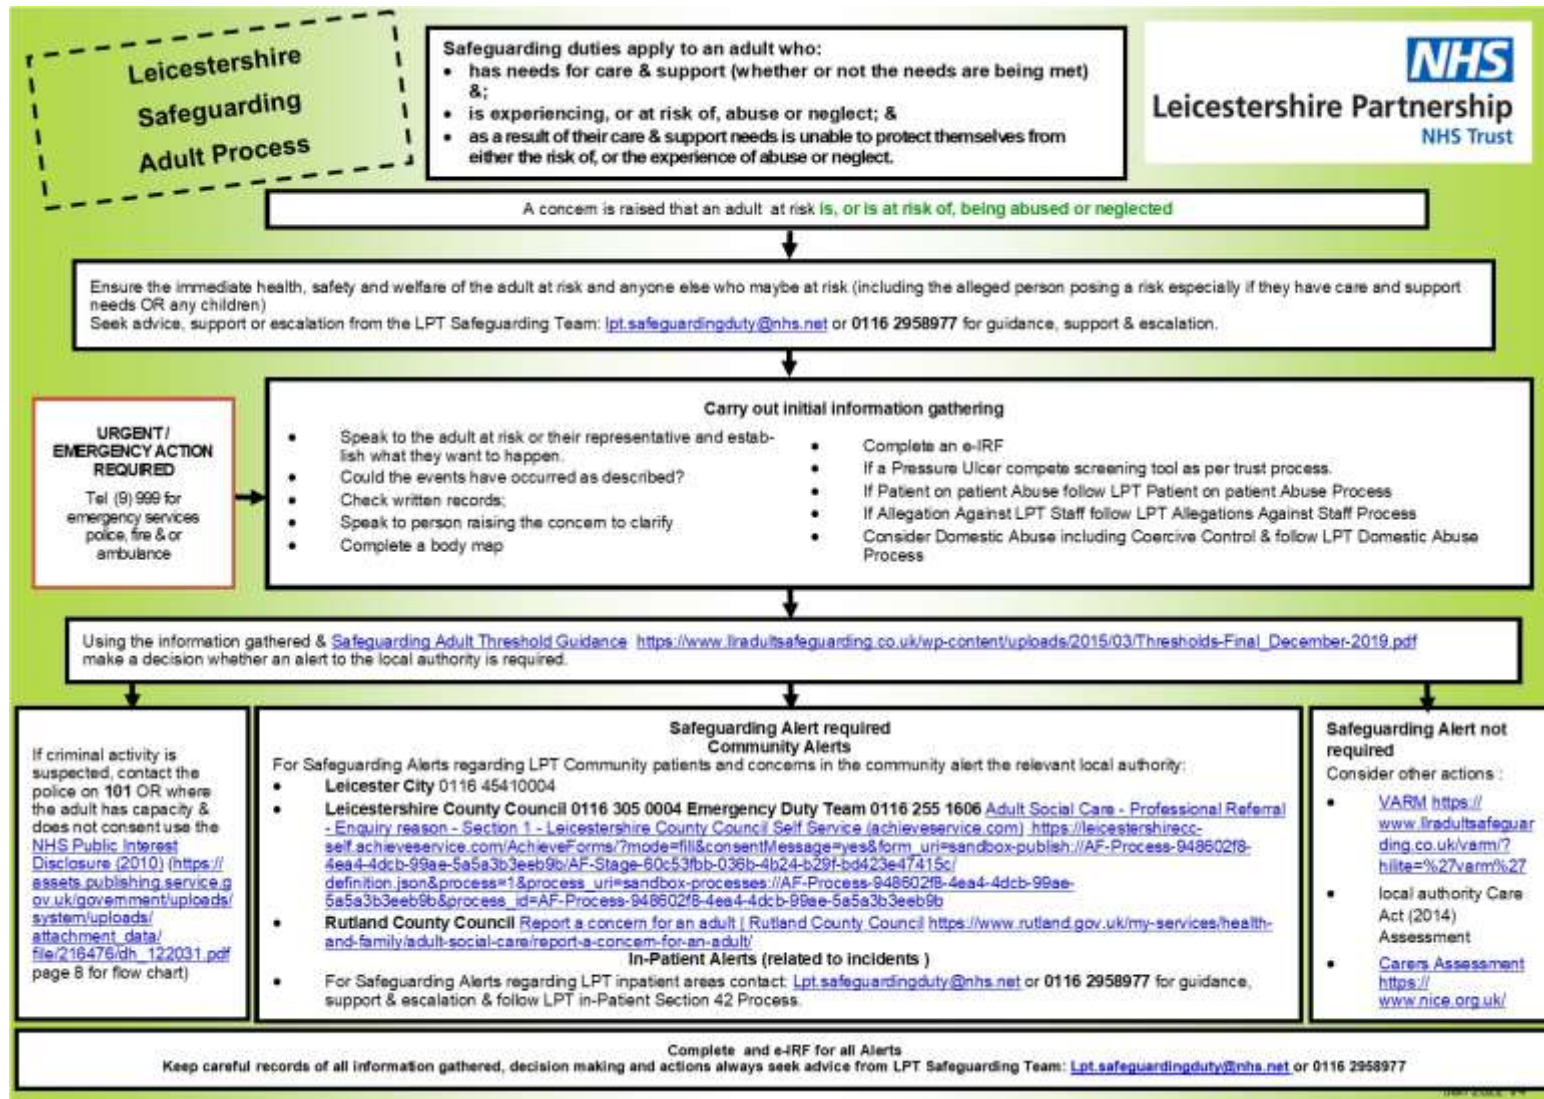 Leicestershire
Safeguarding
Adult Process
Safeguarding duties apply to an adult who:
• has needs for care & support (whether or not the needs are being met)
&;
• is experiencing, or at risk of, abuse or neglect; &
• as a result of their care & support needs is unable to protect themselves from
either the risk of, or the experience of abuse or neglect.
NHS
Leicestershire Partnership
NHS Trust
A concern is raised that an adult at risk is, or is at risk of, being abused or neglected
Ensure the immediate health, safety and welfare of the adult at risk and anyone else who maybe at risk (including the alleged person posing a risk especially if they have care and support
needs OR any children)
Seek advice, support or escalation from the LPT Safeguarding Team: lpt.safeguardingduty@nhs.net or 0116 2958977 for guidance, support & escalation.
URGENT /
EMERGENCY ACTION
REQUIRED
Tel (9) 999 for
emergency services
police, fire & or
ambulance
Carry out initial information gathering
• Speak to the adult at risk or their representative and estab-
lish what they want to happen.
• Could the events have occurred as described?
• Check written records;
• Speak to person raising the concern to clarify
• Complete a body map
• Complete an e-IRF
• If a Pressure Ulcer compete screening tool as per trust process.
• If Patient on patient Abuse follow LPT Patient on patient Abuse Process
• If Allegation Against LPT Staff follow LPT Allegations Against Staff Process
• Consider Domestic Abuse including Coercive Control & follow LPT Domestic Abuse
Process
Using the information gathered & Safeguarding Adult Threshold Guidance https://www.llradultsafeguarding.co.uk/wp-content/uploads/2015/03/Thresholds-Final_December-2019.pdf
make a decision whether an alert to the local authority is required.
If criminal activity is
suspected, contact the
police on 101 OR where
the adult has capacity &
does not consent use the
NHS Public Interest
Disclosure (2010) (https://
assets.publishing.service.g
ov.uk/government/uploads/
system/uploads/
attachment_data/
file/216476/dh_122031.pdf
page 8 for flow chart)
Safeguarding Alert required
Community Alerts
For Safeguarding Alerts regarding LPT Community patients and concerns in the community alert the relevant local authority:
• Leicester City 0116 45410004
• Leicestershire County Council 0116 305 0004 Emergency Duty Team 0116 255 1606 Adult Social Care - Professional Referral
- Enquiry reason - Section 1 - Leicestershire County Council Self Service (achieveservice.com) https://leicestershirecc-
self.achieveservice.com/AchieveForms/?mode=fill&consentMessage=yes&form_uri=sandbox-publish://AF-Process-948602f8-
4ea4-4dcb-99ae-5a5a3b3eeb9b/AF-Stage-60c53fbb-036b-4b24-b29f-bd423e47415c/
definition.json&process=1&process_uri=sandbox-processes://AF-Process-948602f8-4ea4-4dcb-99ae-
5a5a3b3eeb9b&process_id=AF-Process-948602f8-4ea4-4dcb-99ae-5a5a3b3eeb9b
• Rutland County Council Report a concern for an adult | Rutland County Council https://www.rutland.gov.uk/my-services/health-
and-family/adult-social-care/report-a-concern-for-an-adult/
In-Patient Alerts (related to incidents )
• For Safeguarding Alerts regarding LPT inpatient areas contact: Lpt.safeguardingduty@nhs.net or 0116 2958977 for guidance,
support & escalation & follow LPT in-Patient Section 42 Process.
Safeguarding Alert not
required
Consider other actions :
• VARM https://
www.llradultsafeguar
ding.co.uk/varm/?
hilite=%27varm%27
• local authority Care
Act (2014)
Assessment
• Carers Assessment
https://
www.nice.org.uk/
Complete and e-IRF for all Alerts
Keep careful records of all information gathered, decision making and actions always seek advice from LPT Safeguarding Team: Lpt.safeguardingduty@nhs.net or 0116 2958977